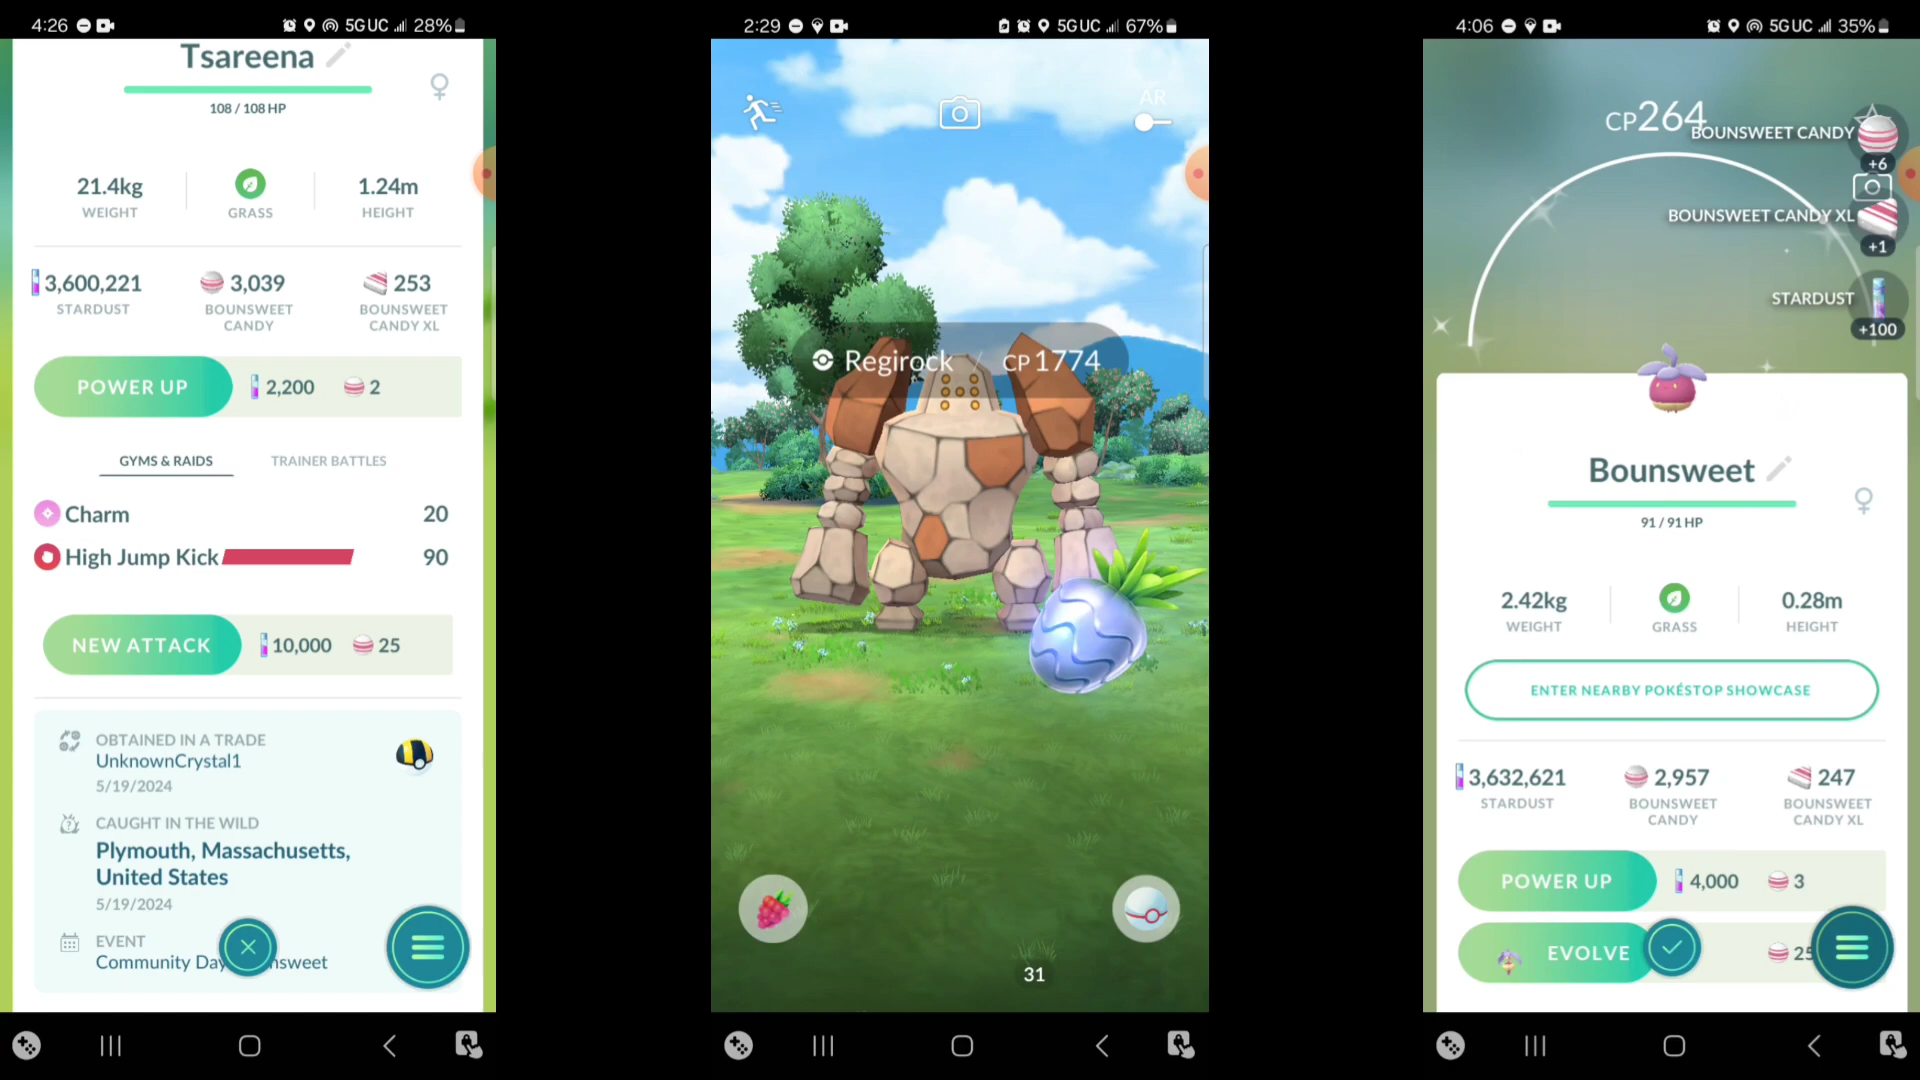 4:26
5GUC
28%
Tsareena
108 / 108 HP
21.4kg
WEIGHT
GRASS
1.24m
HEIGHT
3,600,221
STARDUST
3,039
BOUNSWEET
CANDY
253
BOUNSWEET
CANDY XL
POWER UP
2,200
2
GYMS & RAIDS
TRAINER BATTLES
Charm
20
High Jump Kick
90
NEW ATTACK
10,000
25
OBTAINED IN A TRADE
UnknownCrystal1
5/19/2024
CAUGHT IN THE WILD
Plymouth, Massachusetts,
United States
5/19/2024
EVENT
Community Day nsweet
2:29
5GUC
67%
AR
Regirock / CP1774
31
4:06
5GUC
35%
CP264
BOUNSWEET CANDY
+6
BOUNSWEET CANDY XL
+1
STARDUST
+100
Bounsweet
91 / 91 HP
2.42kg
WEIGHT
GRASS
0.28m
HEIGHT
ENTER NEARBY POKÉSTOP SHOWCASE
3,632,621
STARDUST
2,957
BOUNSWEET
CANDY
247
BOUNSWEET
CANDY XL
POWER UP
4,000
3
EVOLVE
25